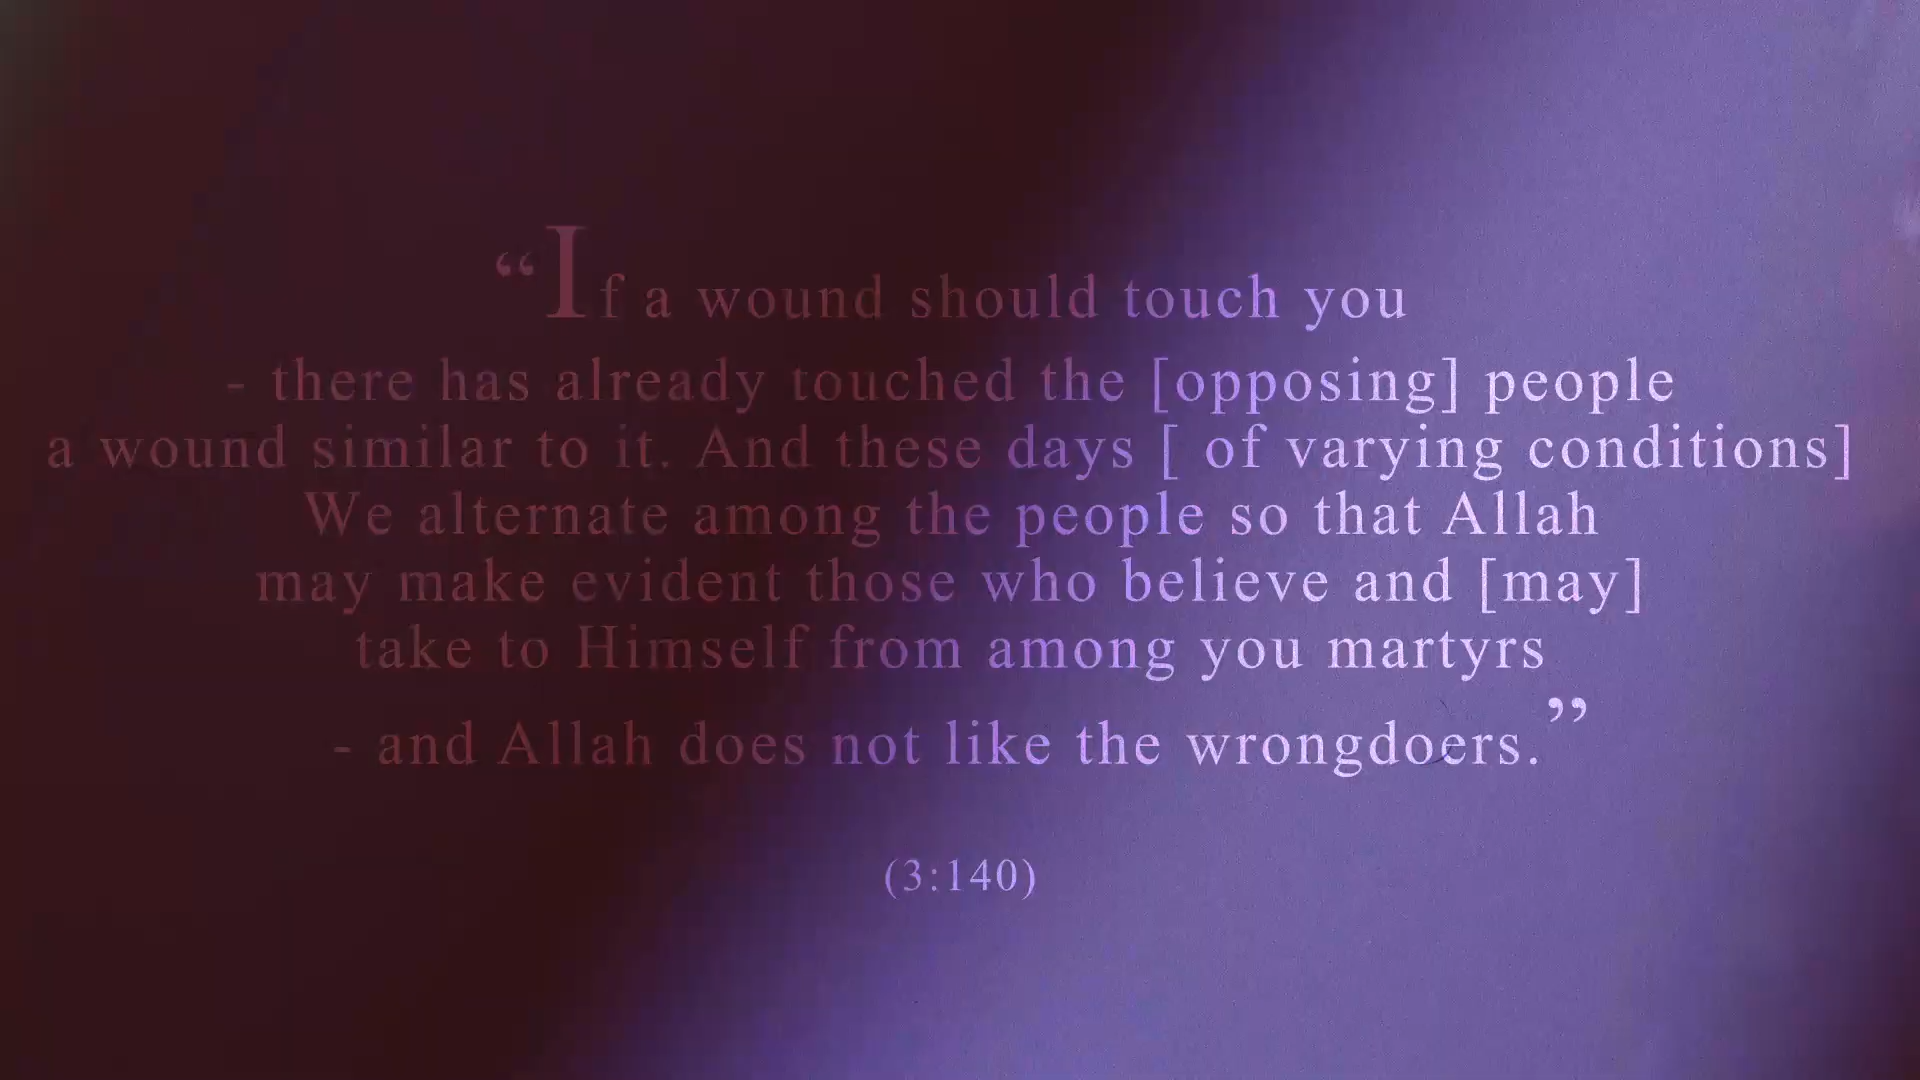 “If a wound should touch you
- there has already touched the [opposing] people
a wound similar to it. And these days [ of varying conditions]
We alternate among the people so that Allah
may make evident those who believe and [may]
take to Himself from among you martyrs
- and Allah does not like the wrongdoers.”
(3:140)